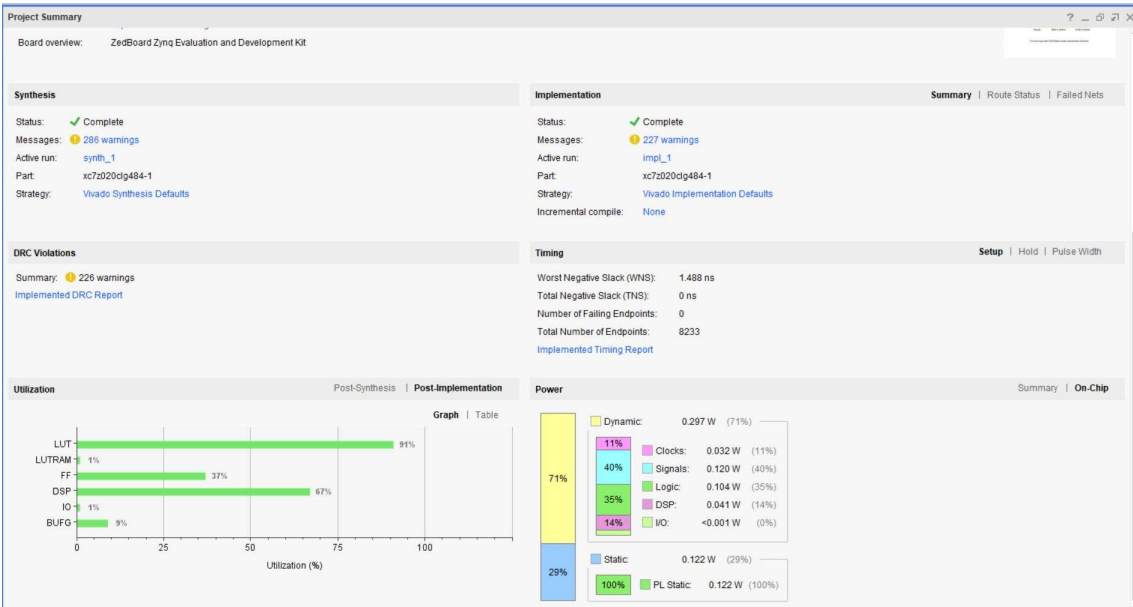 Project Summary
Board overview: ZedBoard Zynq Evaluation and Development Kit
Synthesis
Status: Complete
Messages: 286 warnings
Active run: synth_1
Part: xc7z020clg484-1
Strategy: Vivado Synthesis Defaults
Implementation
Summary | Route Status | Failed Nets
Status: Complete
Messages: 227 warnings
Active run: impl_1
Part: xc7z020clg484-1
Strategy: Vivado Implementation Defaults
Incremental compile: None
DRC Violations
Summary: 226 warnings
Implemented DRC Report
Timing
Setup | Hold | Pulse Width
Worst Negative Slack (WNS): 1.488 ns
Total Negative Slack (TNS): 0 ns
Number of Failing Endpoints: 0
Total Number of Endpoints: 8233
Implemented Timing Report
Utilization
Post-Synthesis | Post-Implementation
Graph | Table
LUT 91%
LUTRAM 1%
FF 37%
DSP 67%
IO 1%
BUFG 9%
0 25 50 75 100
Utilization (%)
Power
Summary | On-Chip
71%
29%
Dynamic: 0.297 W (71%)
11% Clocks: 0.032 W (11%)
40% Signals: 0.120 W (40%)
35% Logic: 0.104 W (35%)
14% DSP: 0.041 W (14%)
I/O: <0.001 W (0%)
Static: 0.122 W (29%)
100% PL Static: 0.122 W (100%)